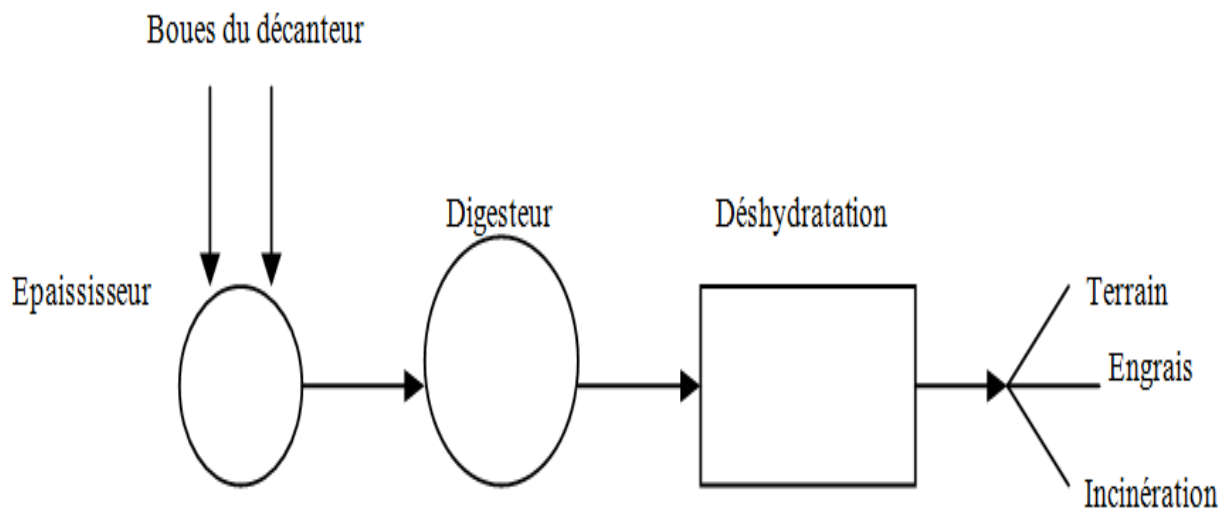 Boues du décanteur
Digesteur
Déshydratation
Epaississeur
Terrain
Engrais
Incinération